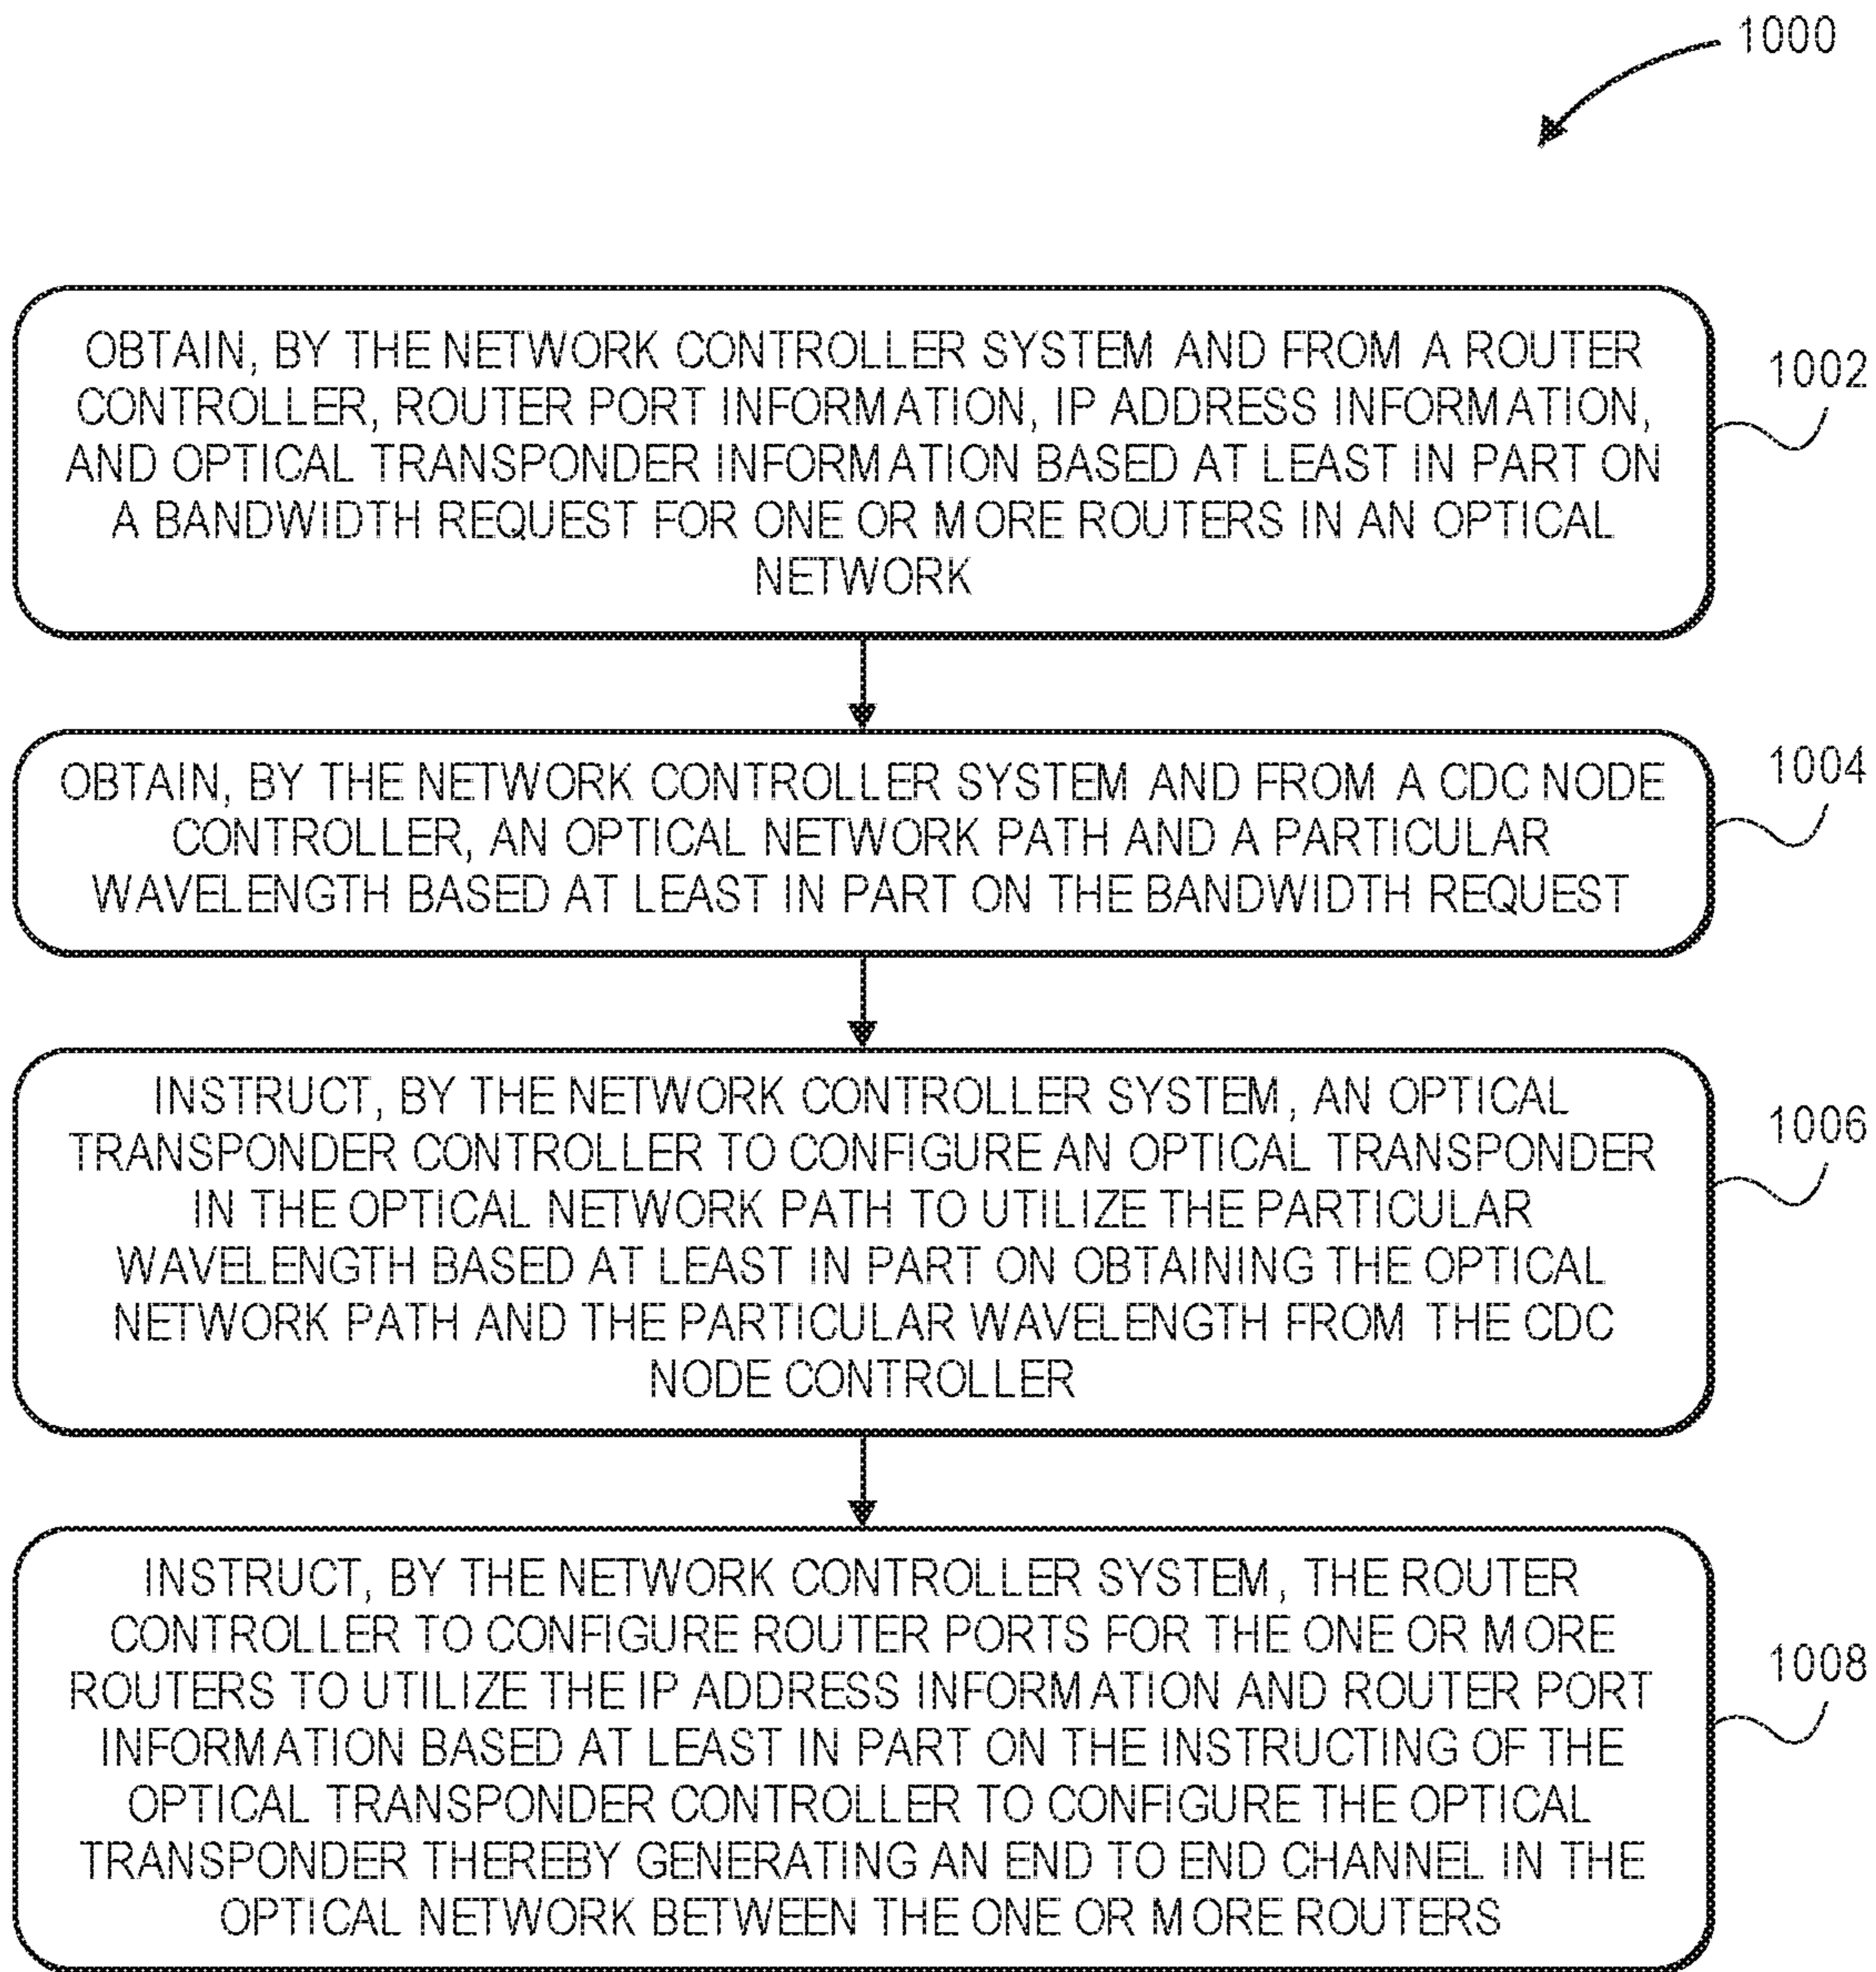 1000
OBTAIN, BY THE NETWORK CONTROLLER SYSTEM AND FROM A ROUTER
CONTROLLER, ROUTER PORT INFORMATION, IP ADDRESS INFORMATION,
AND OPTICAL TRANSPONDER INFORMATION BASED AT LEAST IN PART ON
A BANDWIDTH REQUEST FOR ONE OR MORE ROUTERS IN AN OPTICAL
NETWORK
1002
OBTAIN, BY THE NETWORK CONTROLLER SYSTEM AND FROM A CDC NODE
CONTROLLER, AN OPTICAL NETWORK PATH AND A PARTICULAR
WAVELENGTH BASED AT LEAST IN PART ON THE BANDWIDTH REQUEST
1004
INSTRUCT, BY THE NETWORK CONTROLLER SYSTEM, AN OPTICAL
TRANSPONDER CONTROLLER TO CONFIGURE AN OPTICAL TRANSPONDER
IN THE OPTICAL NETWORK PATH TO UTILIZE THE PARTICULAR
WAVELENGTH BASED AT LEAST IN PART ON OBTAINING THE OPTICAL
NETWORK PATH AND THE PARTICULAR WAVELENGTH FROM THE CDC
NODE CONTROLLER
1006
INSTRUCT, BY THE NETWORK CONTROLLER SYSTEM, THE ROUTER
CONTROLLER TO CONFIGURE ROUTER PORTS FOR THE ONE OR MORE
ROUTERS TO UTILIZE THE IP ADDRESS INFORMATION AND ROUTER PORT
INFORMATION BASED AT LEAST IN PART ON THE INSTRUCTING OF THE
OPTICAL TRANSPONDER CONTROLLER TO CONFIGURE THE OPTICAL
TRANSPONDER THEREBY GENERATING AN END TO END CHANNEL IN THE
OPTICAL NETWORK BETWEEN THE ONE OR MORE ROUTERS
1008